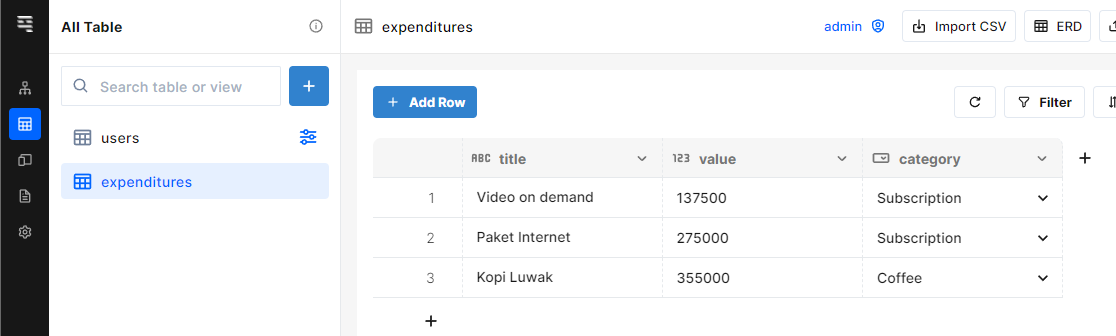 All Table
expenditures
admin
Import CSV
ERD
Search table or view
+ Add Row
Filter
users
expenditures
ABC title
123 value
category
1 Video on demand 137500 Subscription
2 Paket Internet 275000 Subscription
3 Kopi Luwak 355000 Coffee